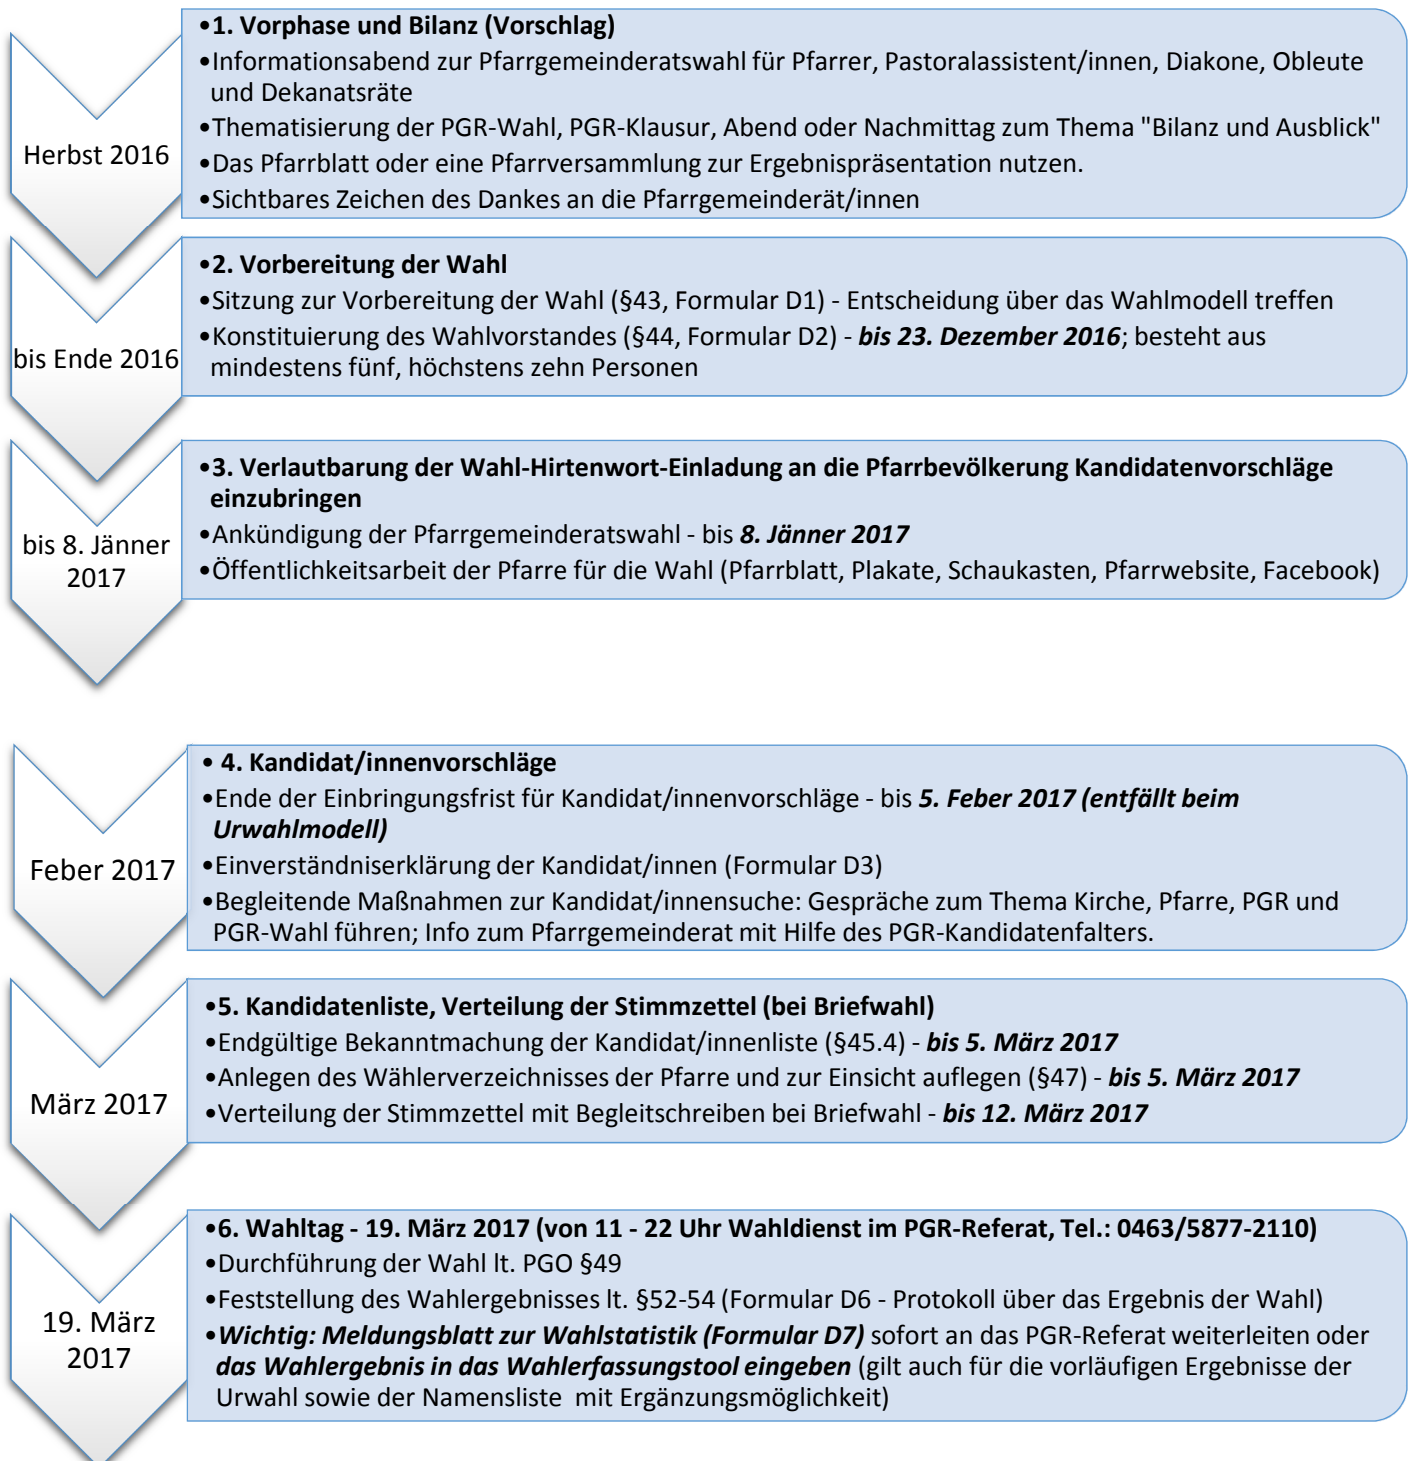 •1. Vorphase und Bilanz (Vorschlag)
•Informationsabend zur Pfarrgemeinderatswahl für Pfarrer, Pastoralassistent/innen, Diakone, Obleute
und Dekanatsräte
•Thematisierung der PGR-Wahl, PGR-Klausur, Abend oder Nachmittag zum Thema "Bilanz und Ausblick"
•Das Pfarrblatt oder eine Pfarrversammlung zur Ergebnispräsentation nutzen.
•Sichtbares Zeichen des Dankes an die Pfarrgemeinderät/innen
Herbst 2016
•2. Vorbereitung der Wahl
•Sitzung zur Vorbereitung der Wahl (§43, Formular D1) - Entscheidung über das Wahlmodell treffen
•Konstituierung des Wahlvorstandes (§44, Formular D2) - bis 23. Dezember 2016; besteht aus
mindestens fünf, höchstens zehn Personen
bis Ende 2016
•3. Verlautbarung der Wahl-Hirtenwort-Einladung an die Pfarrbevölkerung Kandidatenvorschläge
einzubringen
•Ankündigung der Pfarrgemeinderatswahl - bis 8. Jänner 2017
•Öffentlichkeitsarbeit der Pfarre für die Wahl (Pfarrblatt, Plakate, Schaukasten, Pfarrwebsite, Facebook)
bis 8. Jänner
2017
• 4. Kandidat/innenvorschläge
•Ende der Einbringungsfrist für Kandidat/innenvorschläge - bis 5. Feber 2017 (entfällt beim
Urwahlmodell)
•Einverständniserklärung der Kandidat/innen (Formular D3)
•Begleitende Maßnahmen zur Kandidat/innensuche: Gespräche zum Thema Kirche, Pfarre, PGR und
PGR-Wahl führen; Info zum Pfarrgemeinderat mit Hilfe des PGR-Kandidatenfalters.
Feber 2017
•5. Kandidatenliste, Verteilung der Stimmzettel (bei Briefwahl)
•Endgültige Bekanntmachung der Kandidat/innenliste (§45.4) - bis 5. März 2017
•Anlegen des Wählerverzeichnisses der Pfarre und zur Einsicht auflegen (§47) - bis 5. März 2017
•Verteilung der Stimmzettel mit Begleitschreiben bei Briefwahl - bis 12. März 2017
März 2017
•6. Wahltag - 19. März 2017 (von 11 - 22 Uhr Wahldienst im PGR-Referat, Tel.: 0463/5877-2110)
•Durchführung der Wahl lt. PGO §49
•Feststellung des Wahlergebnisses lt. §52-54 (Formular D6 - Protokoll über das Ergebnis der Wahl)
•Wichtig: Meldungsblatt zur Wahlstatistik (Formular D7) sofort an das PGR-Referat weiterleiten oder
das Wahlergebnis in das Wahlerfassungstool eingeben (gilt auch für die vorläufigen Ergebnisse der
Urwahl sowie der Namensliste  mit Ergänzungsmöglichkeit)
19. März
2017